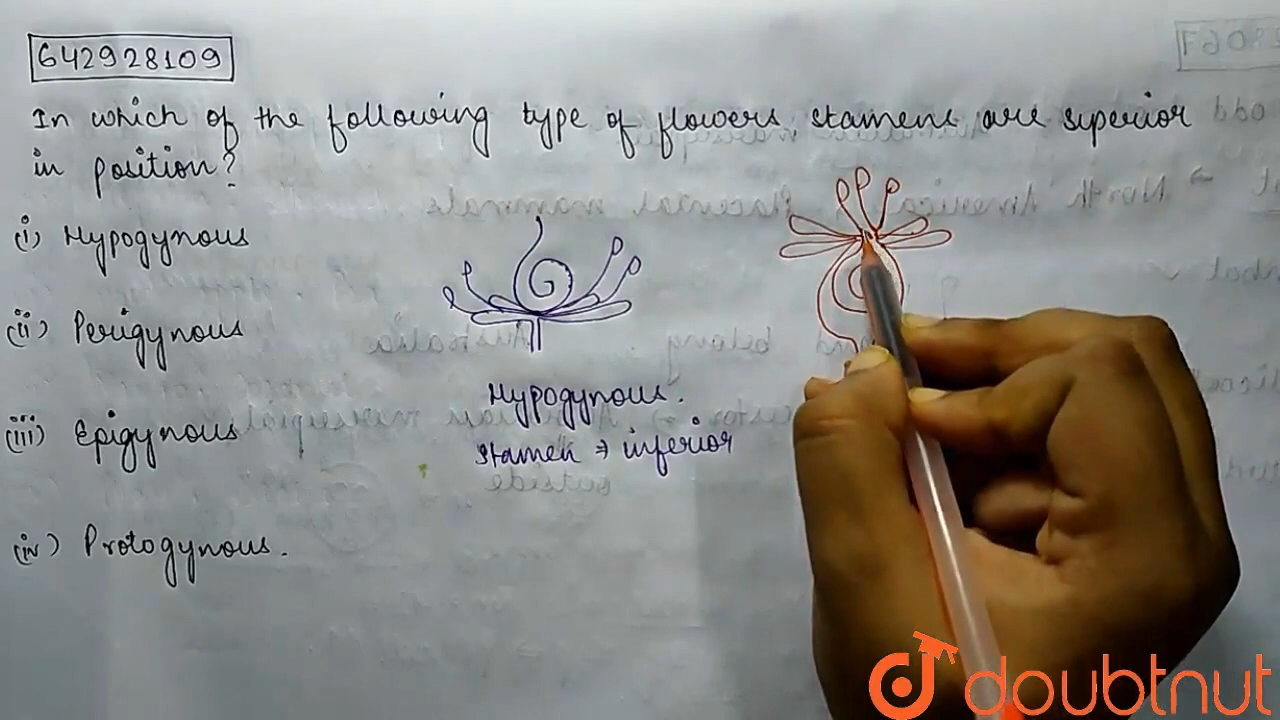 642928109
In which of the following type of flowers stamens are superior
in position?
(i) Hypogynous
(ii) Perigynous
(iii) Epigynous
(iv) Protogynous.
Hypogynous.
stamen → inferior
doubtnut